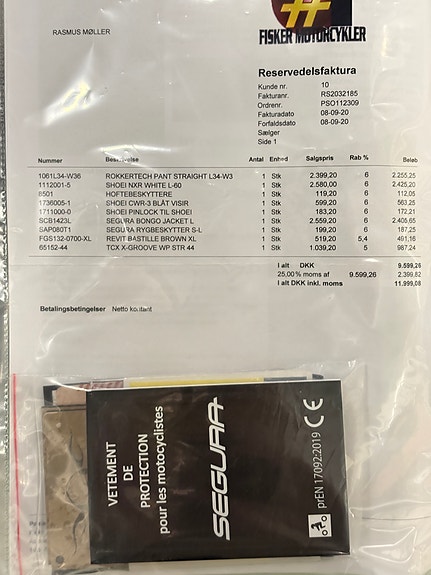 RASMUS MØLLER
#
FISKER MOTORCYKLER
Reservedelsfaktura
Kunde nr. 10
Fakturanr. RS2032185
Ordrenr. PSO112309
Fakturadato 08-09-20
Forfaldsdato 08-09-20
Sælger
Side 1
Nummer Beskrivelse Antal Enhed Salgspris Rab % Beløb
1061L34-W36 ROKKERTECH PANT STRAIGHT L34-W3 1 Stk 2.399,20 6 2.255,25
1112001-5 SHOEI NXR WHITE L-60 1 Stk 2.580,00 6 2.425,20
8501 HOFTEBESKYTTERE 1 Stk 119,20 6 112,05
1736005-1 SHOEI CWR-3 BLÅT VISIR 1 Stk 599,20 6 563,25
1711000-0 SHOEI PINLOCK TIL SHOEI 1 Stk 183,20 6 172,21
SCB1423L SEGURA BONGO JACKET L 1 Stk 2.559,20 6 2.405,65
SAP080T1 SEGURA RYGBESKYTTER S-L 1 Stk 199,20 6 187,25
FGS132-0700-XL REVIT BASTILLE BROWN XL 1 Stk 519,20 5,4 491,16
65152-44 TCX X-GROOVE WP STR 44 1 Stk 1.039,20 5 987,24
I alt DKK 9.599,26
25,00% moms af 9.599,26 2.399,82
I alt DKK inkl. moms 11.999,08
Betalingsbetingelser Netto kontant
VETEMENT
DE
PROTECTION
pour les motocyclistes
SEGURA
prEN 17092:2019 CE